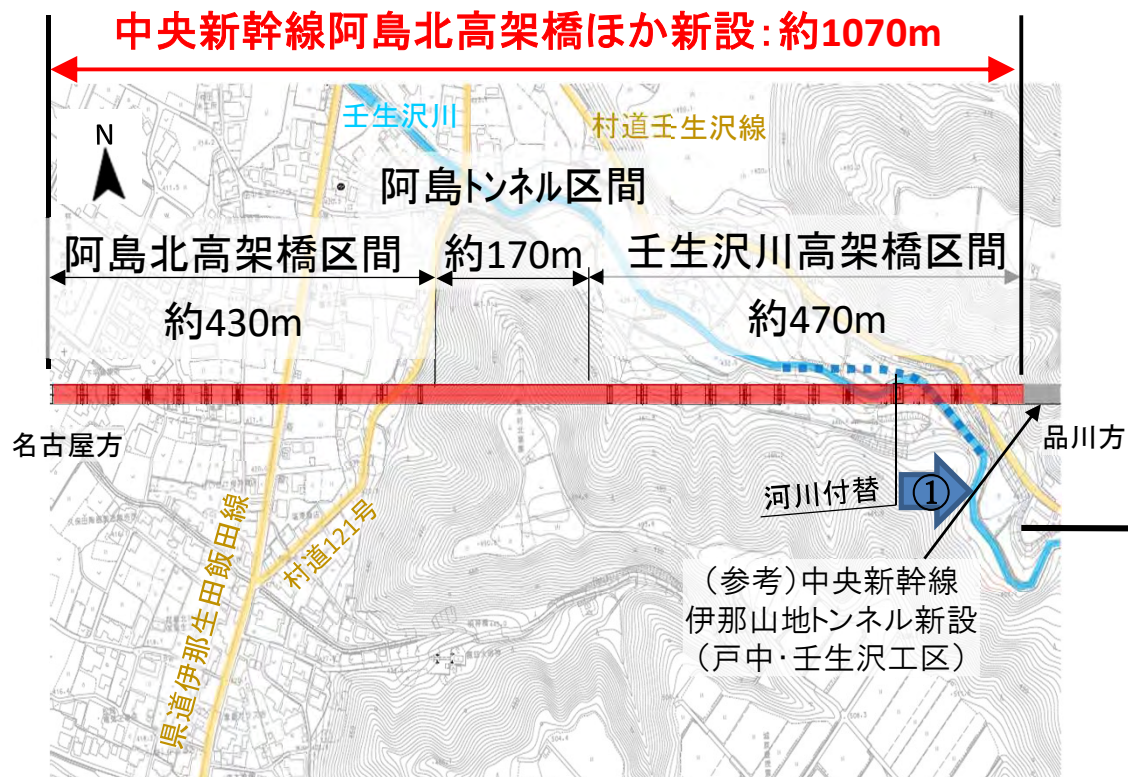 中央新幹線阿島北高架橋ほか新設：約1070m
壬生沢川
村道壬生沢線
N
阿島トンネル区間
阿島北高架橋区間
約170m
壬生沢川高架橋区間
約430m
約470m
名古屋方
品川方
河川付替
①
県道伊那生田飯田線
村道121号
（参考）中央新幹線
伊那山地トンネル新設
（戸中・壬生沢工区）